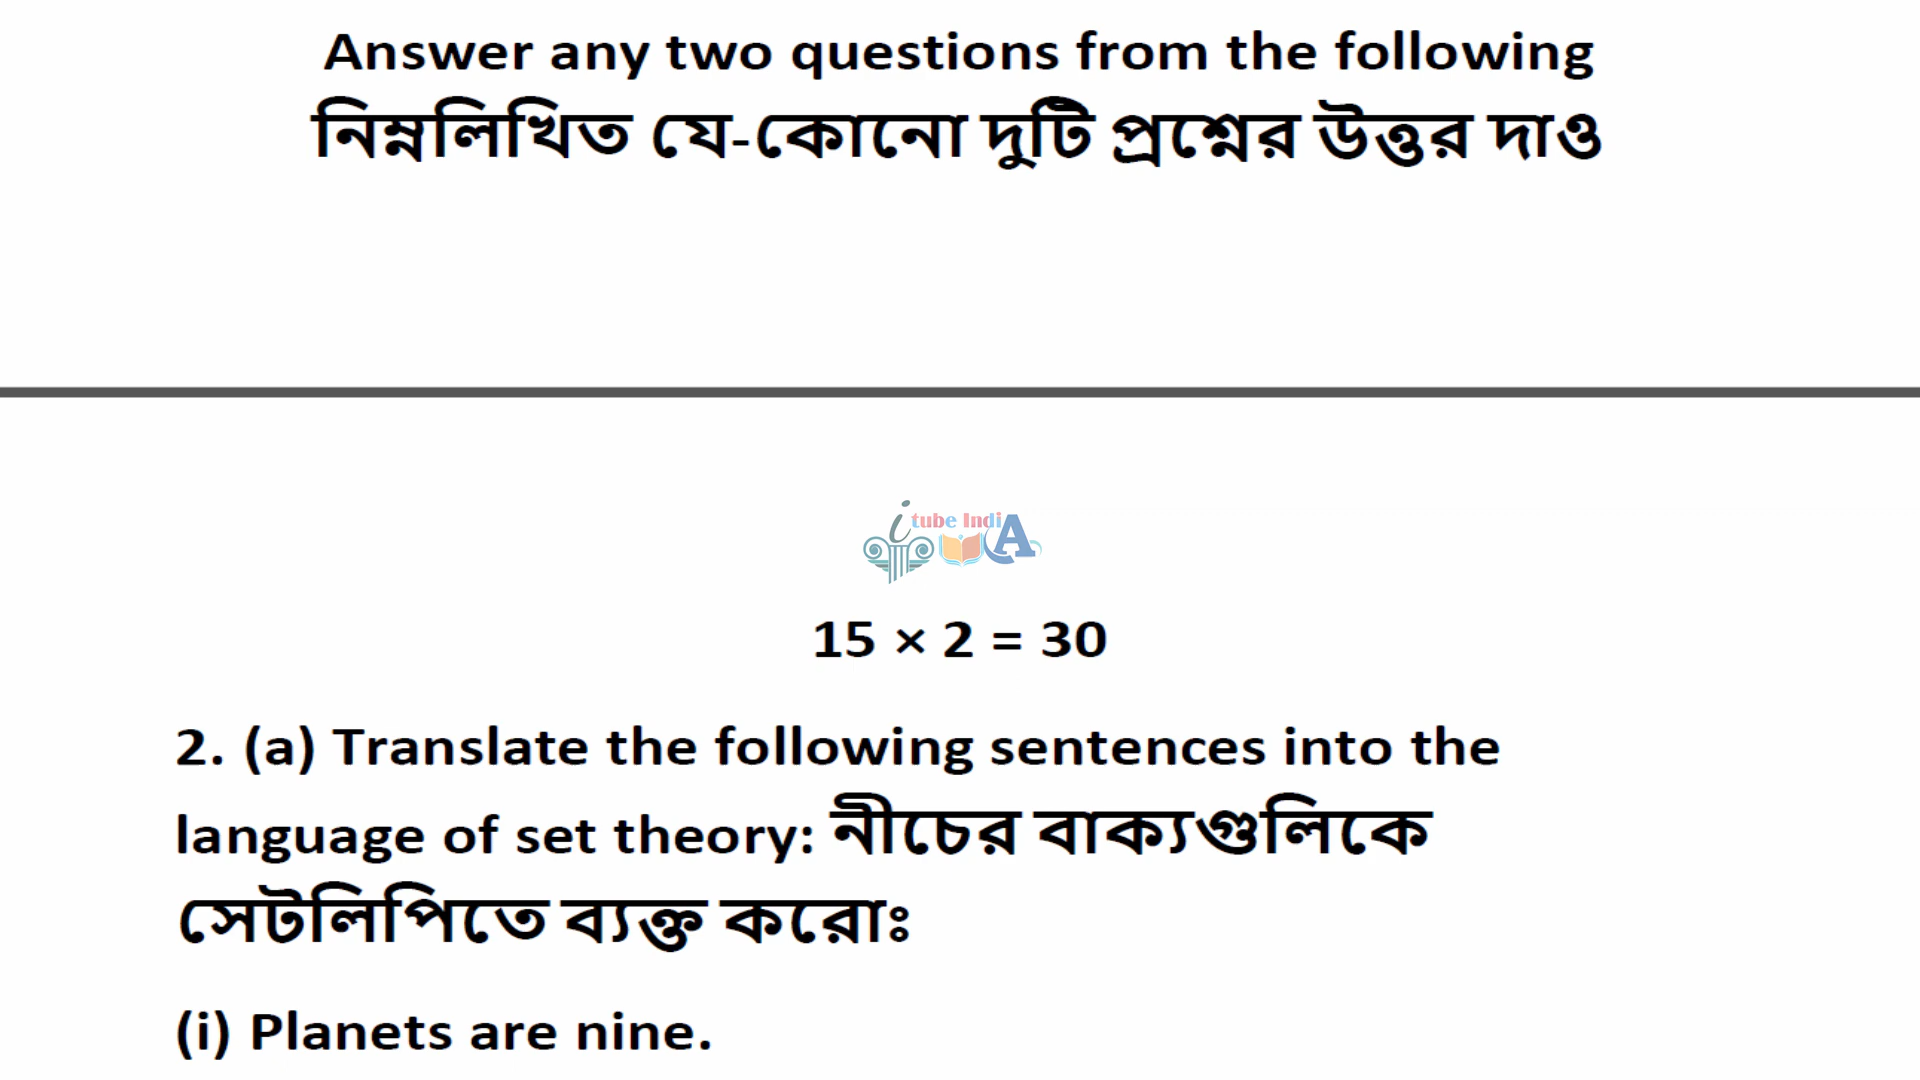 Answer any two questions from the following
নিম্নলিখিত যে-কোনো দুটি প্রশ্নের উত্তর দাও
i tube IndiA
15 × 2 = 30
2. (a) Translate the following sentences into the
language of set theory: নীচের বাক্যগুলিকে
সেটলিপিতে ব্যক্ত করোঃ
(i) Planets are nine.